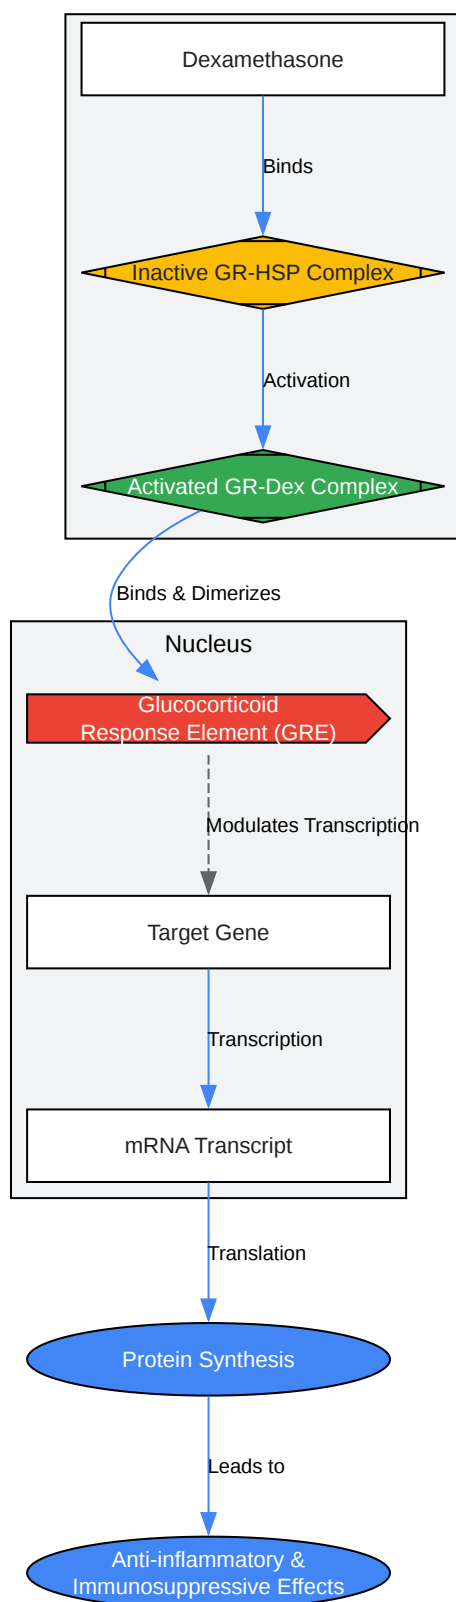 Dexamethasone
Binds
Inactive GR-HSP Complex
Activation
Activated GR-Dex Complex
Binds & Dimerizes
Nucleus
Glucocorticoid
Response Element (GRE)
Modulates Transcription
Target Gene
Transcription
mRNA Transcript
Translation
Protein Synthesis
Leads to
Anti-inflammatory &
Immunosuppressive Effects